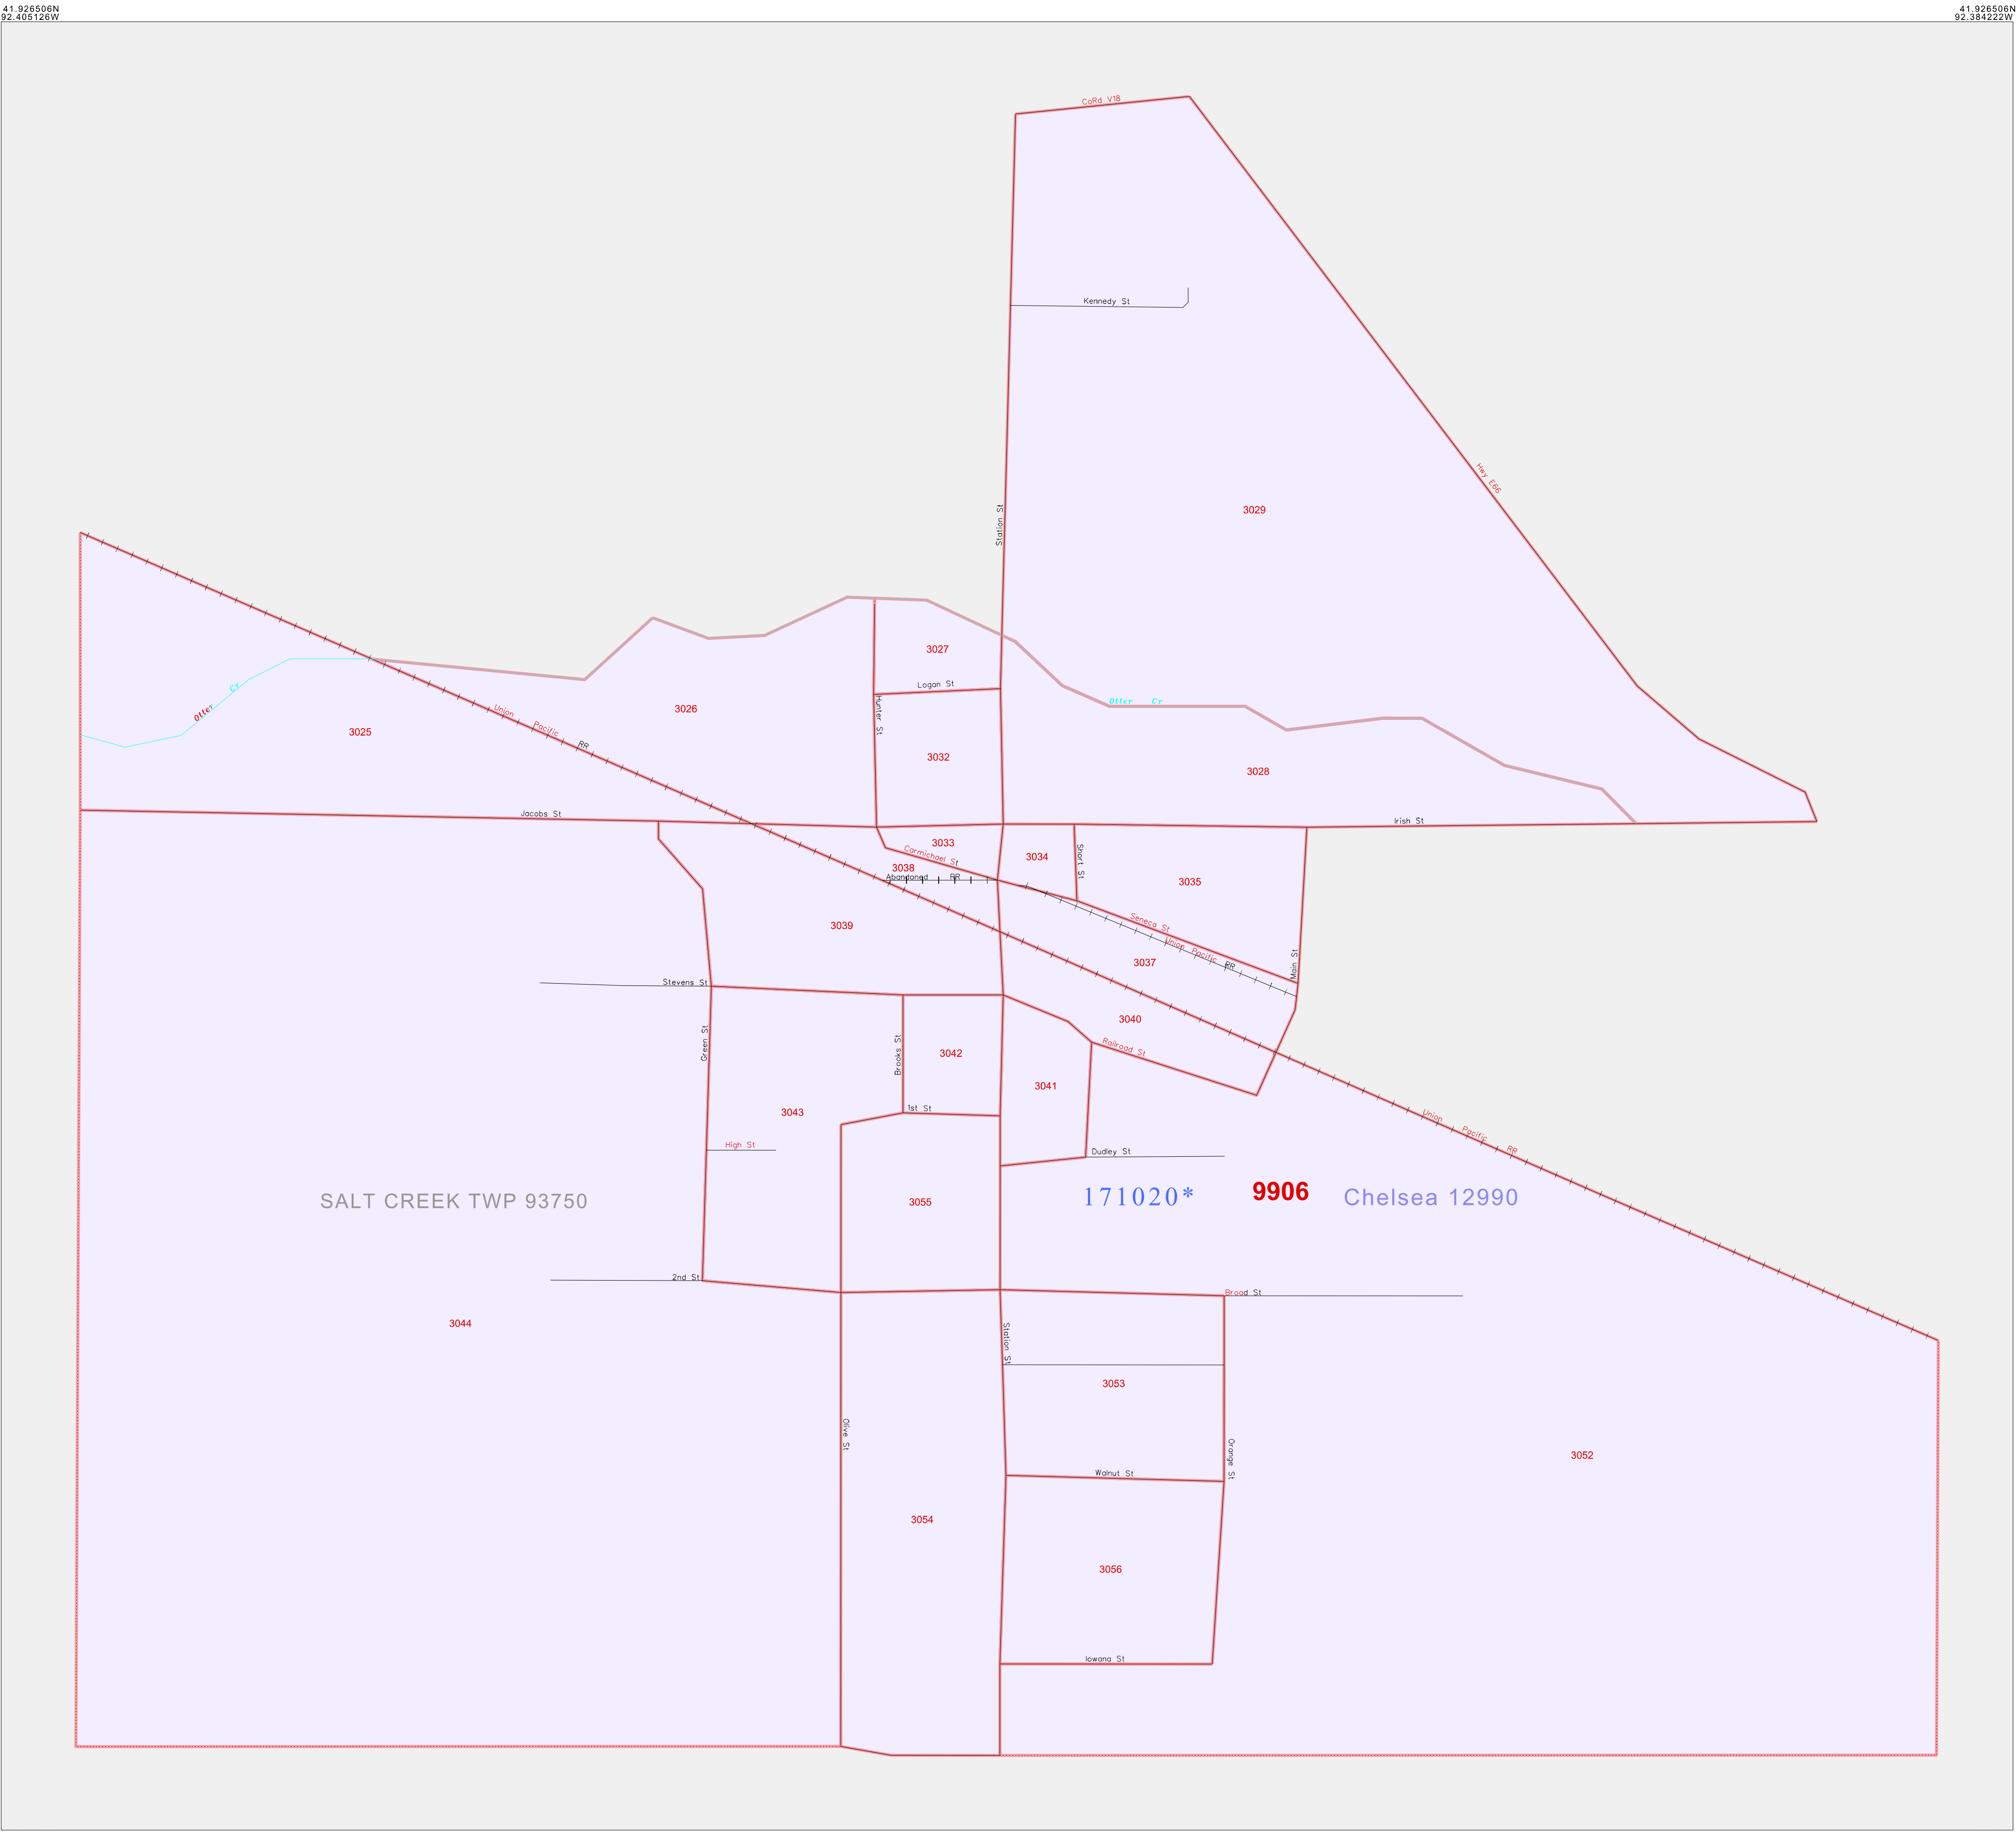 41.926506N
92.405126W
41.926506N
92.384222W
CoRd V18
Kennedy St
Hwy E66
Station St
3029
3027
Logan St
Hunter St
3026
Otter Cr
Otter Cr
Union Pacific RR
3025
3032
3028
Jacobs St
Irish St
3033
Carmichael St
3034
Short St
3038
Abandoned RR
3035
3039
Seneca St
Union Pacific RR
Main St
3037
Stevens St
3040
Green St
Brooks St
3042
Railroad St
3041
1st St
3043
High St
Dudley St
Union Pacific RR
SALT CREEK TWP 93750
3055
171020*
9906
Chelsea 12990
2nd St
Broad St
3044
Station St
3053
Olive St
Orange St
3052
Walnut St
3054
3056
Iowana St